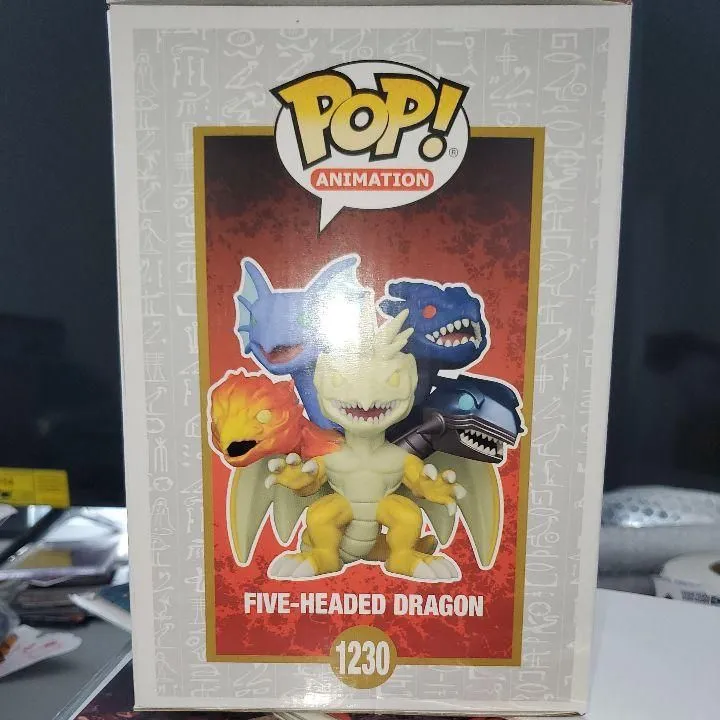 POP!
®
ANIMATION
FIVE-HEADED DRAGON
1230